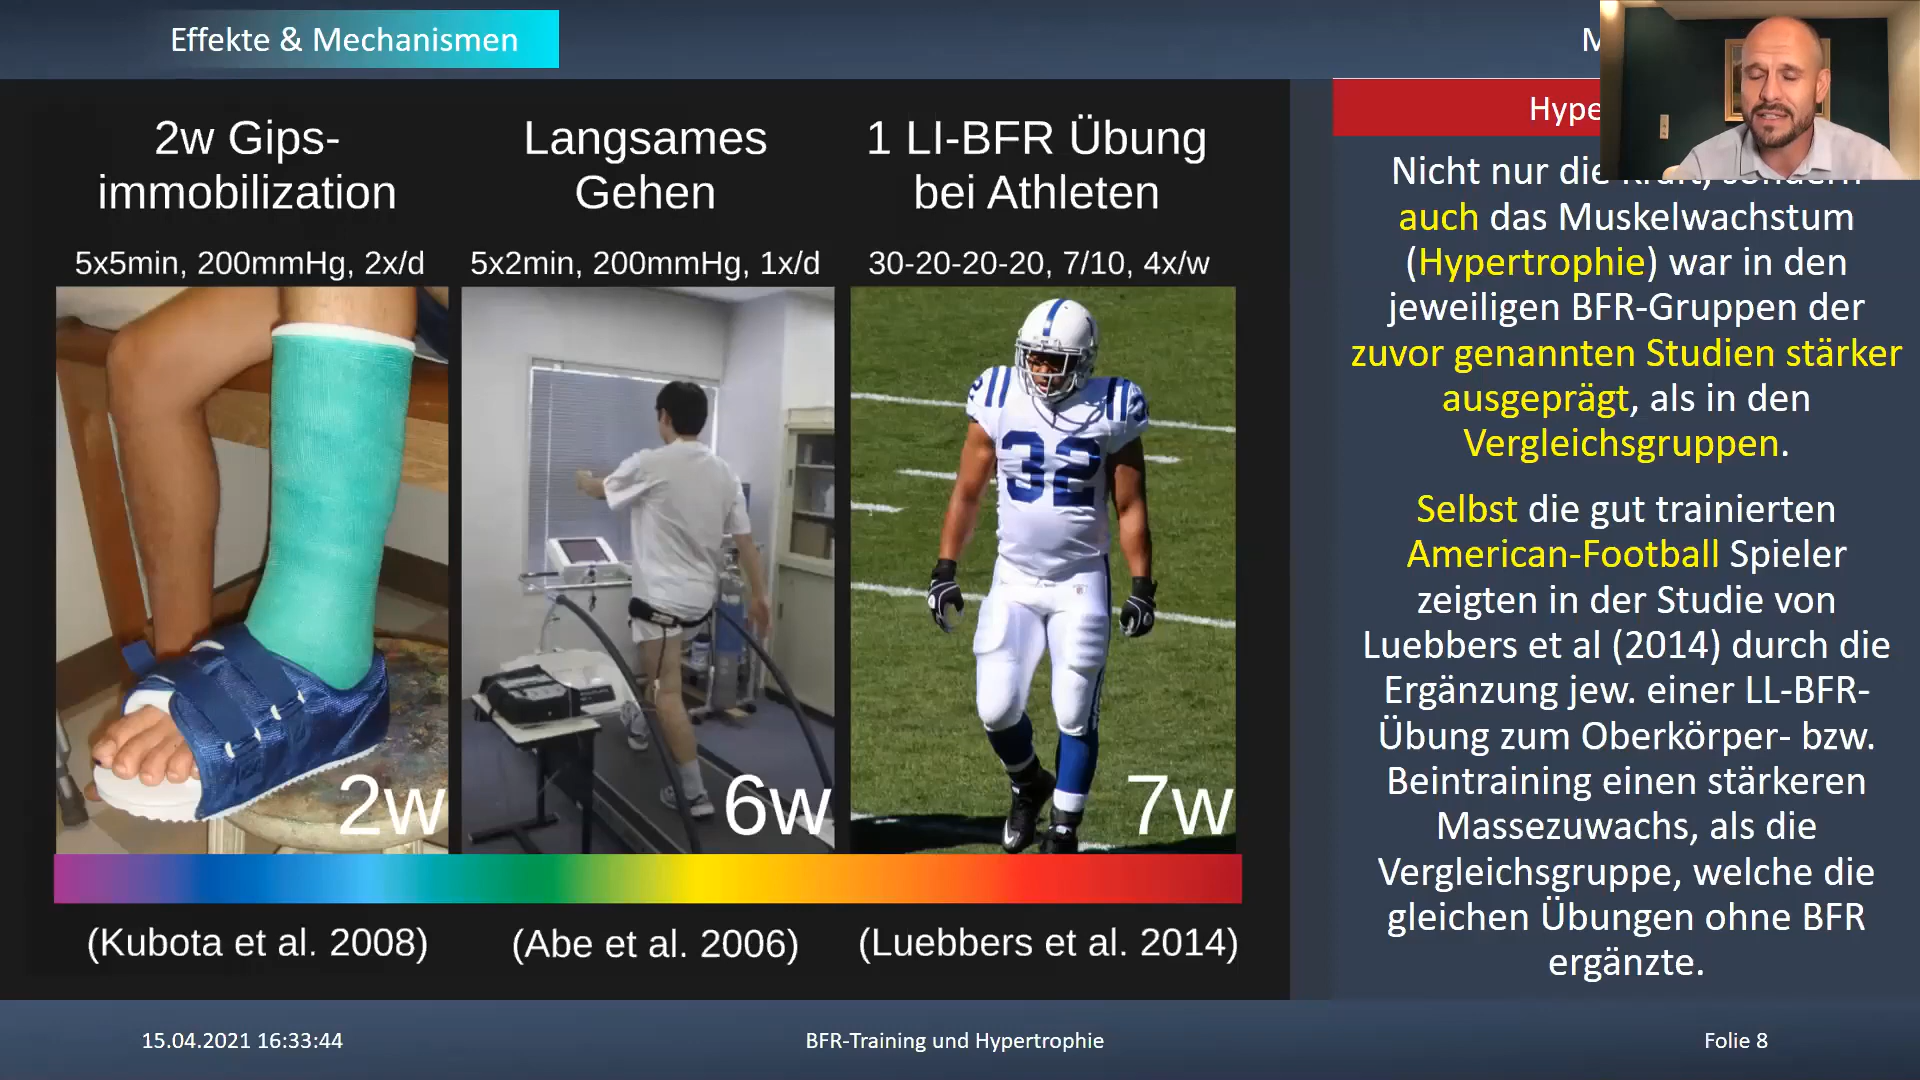 Effekte & Mechanismen
2w Gips-
immobilization
5x5min, 200mmHg, 2x/d
2w
(Kubota et al. 2008)
Langsames
Gehen
5x2min, 200mmHg, 1x/d
6w
(Abe et al. 2006)
1 LI-BFR Übung
bei Athleten
30-20-20-20, 7/10, 4x/w
32
7w
(Luebbers et al. 2014)
Nicht nur die Kraft, sondern
auch das Muskelwachstum
(Hypertrophie) war in den
jeweiligen BFR-Gruppen der
zuvor genannten Studien stärker
ausgeprägt, als in den
Vergleichsgruppen.
Selbst die gut trainierten
American-Football Spieler
zeigten in der Studie von
Luebbers et al (2014) durch die
Ergänzung jew. einer LL-BFR-
Übung zum Oberkörper- bzw.
Beintraining einen stärkeren
Massezuwachs, als die
Vergleichsgruppe, welche die
gleichen Übungen ohne BFR
ergänzte.
15.04.2021 16:33:44
BFR-Training und Hypertrophie
Folie 8